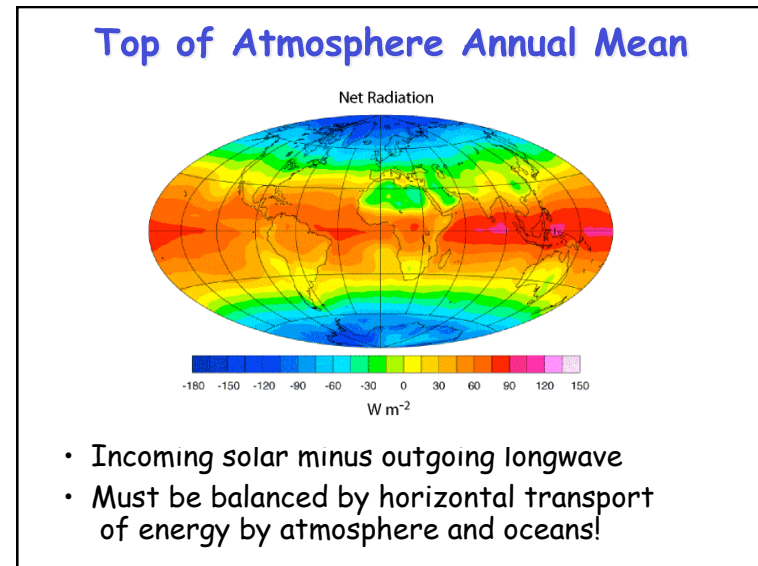 Top of Atmosphere Annual Mean
Net Radiation
-180 -150 -120 -90 -60 -30 0 30 60 90 120 150
W m-2
• Incoming solar minus outgoing longwave
• Must be balanced by horizontal transport
of energy by atmosphere and oceans!